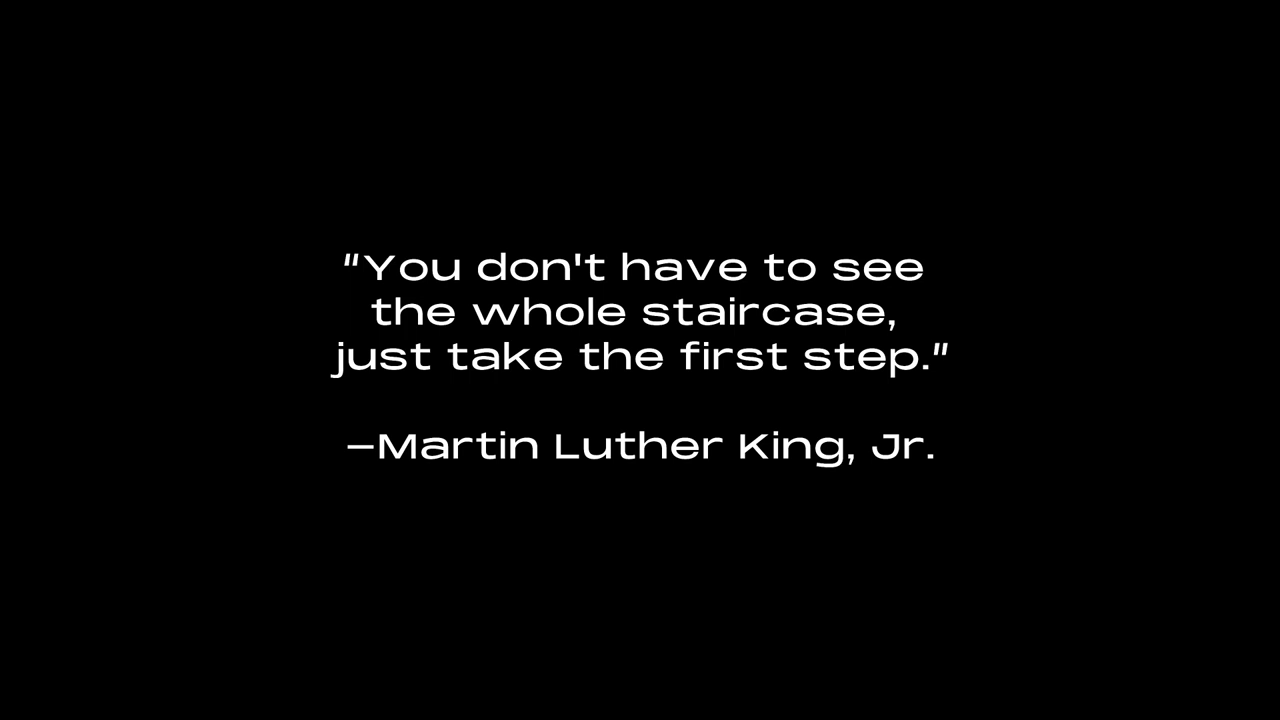 "You don't have to see
the whole staircase,
just take the first step."
–Martin Luther King, Jr.